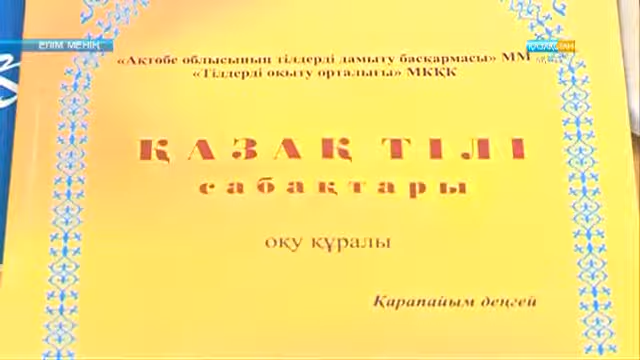 ЕЛІМ МЕНІҢ
ҚАЗАҚСТАН
«Ақтөбе облысының тілдерді дамыту басқармасы» ММ
«Тілдерді оқыту орталығы» МКҚК
ҚАЗАҚ ТІЛІ
сабақтары
оқу құралы
Қарапайым деңгей